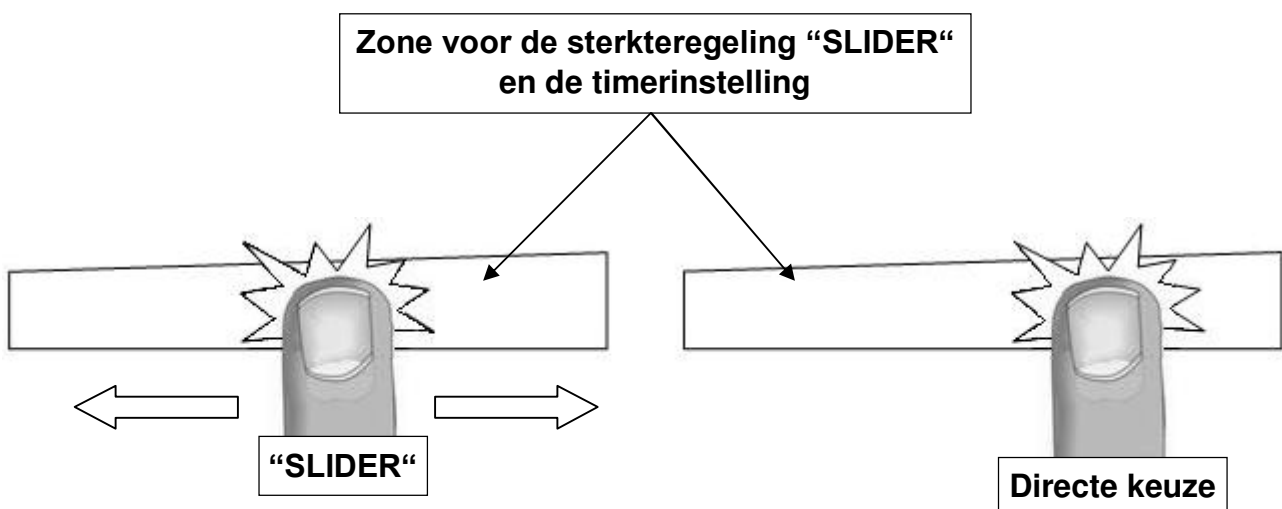 Zone voor de sterkteregeling “SLIDER“
en de timerinstelling
“SLIDER“
Directe keuze